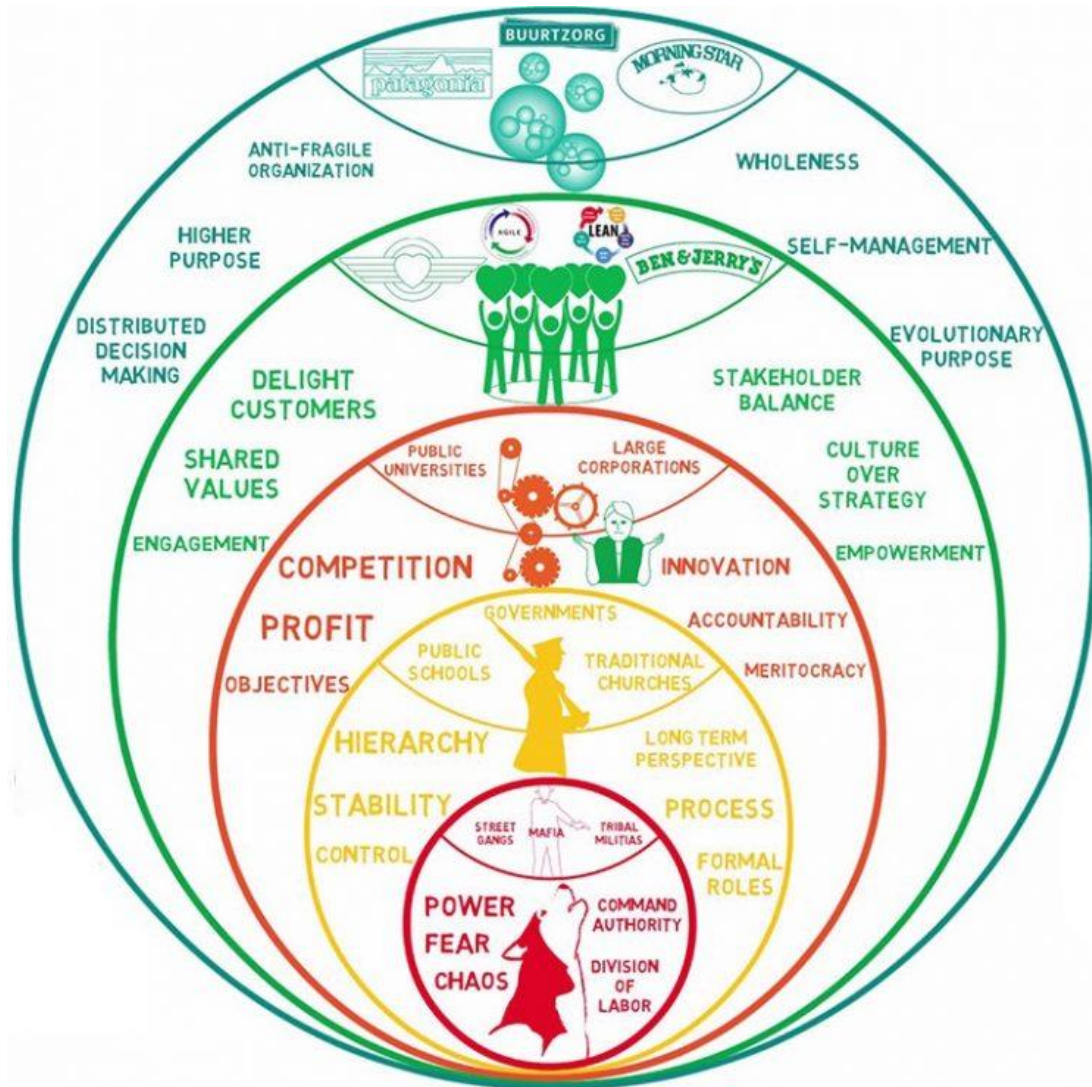 BUURTZORG
patagonia
MORNING STAR
ANTI-FRAGILE
ORGANIZATION
WHOLENESS
HIGHER
PURPOSE
SELF-MANAGEMENT
DISTRIBUTED
DECISION
MAKING
EVOLUTIONARY
PURPOSE
AGILE
LEAN
BEN & JERRY'S
DELIGHT
CUSTOMERS
STAKEHOLDER
BALANCE
SHARED
VALUES
CULTURE
OVER
STRATEGY
ENGAGEMENT
EMPOWERMENT
PUBLIC
UNIVERSITIES
LARGE
CORPORATIONS
COMPETITION
INNOVATION
PROFIT
ACCOUNTABILITY
OBJECTIVES
MERITOCRACY
GOVERNMENTS
PUBLIC
SCHOOLS
TRADITIONAL
CHURCHES
HIERARCHY
LONG TERM
PERSPECTIVE
STABILITY
PROCESS
CONTROL
FORMAL
ROLES
STREET
GANGS
MAFIA
TRIBAL
MILITIAS
POWER
FEAR
CHAOS
COMMAND
AUTHORITY
DIVISION
OF
LABOR